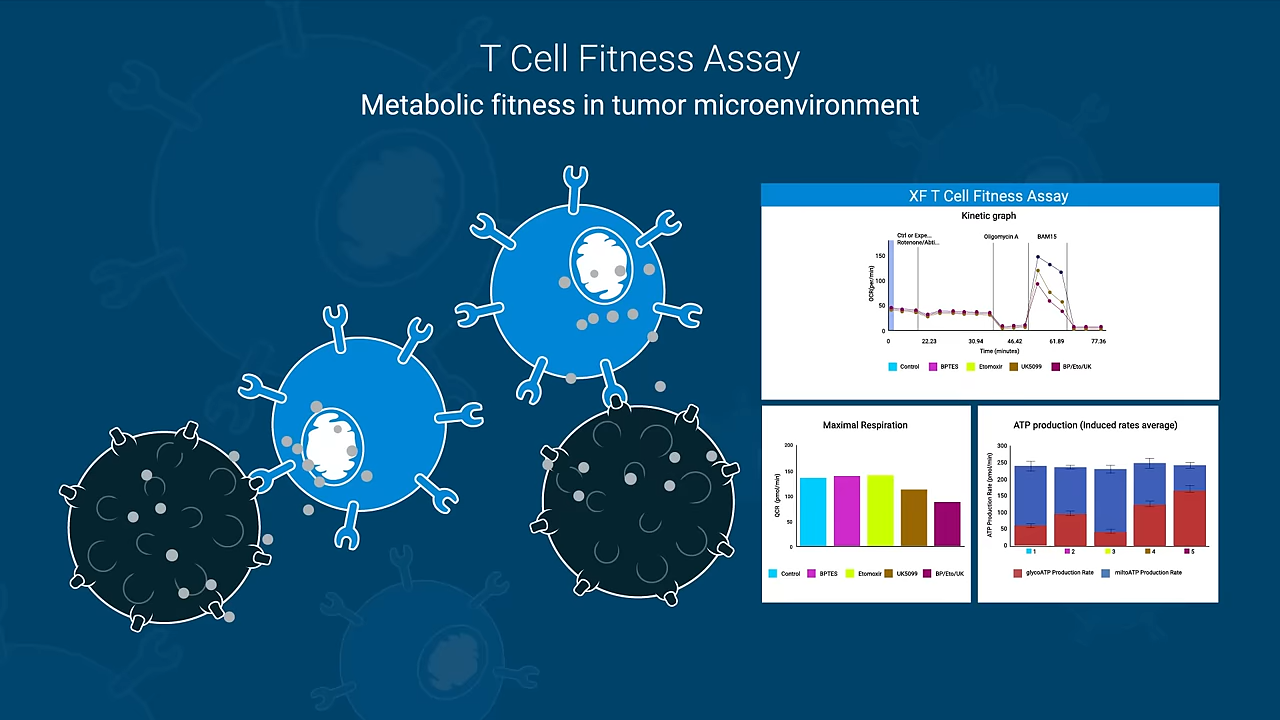 T Cell Fitness Assay
Metabolic fitness in tumor microenvironment
XF T Cell Fitness Assay
Kinetic graph
Ctrl or Expe...
Rotenone/Abti...
Oligomycin A
BAM15
OCR(per/min)
150
100
50
0
0 22.23 30.94 46.42 61.89 77.36
Time (minutes)
Control BPTES Etomoxir UK5099 BP/Eto/UK
Maximal Respiration
OCR (pmol/min)
200
150
100
50
0
Control BPTES Etomoxir UK5099 BP/Eto/UK
ATP production (Induced rates average)
ATP Production Rate (pmol/min)
300
250
200
150
100
50
0
1 2 3 4 5
glycoATP Production Rate mitoATP Production Rate